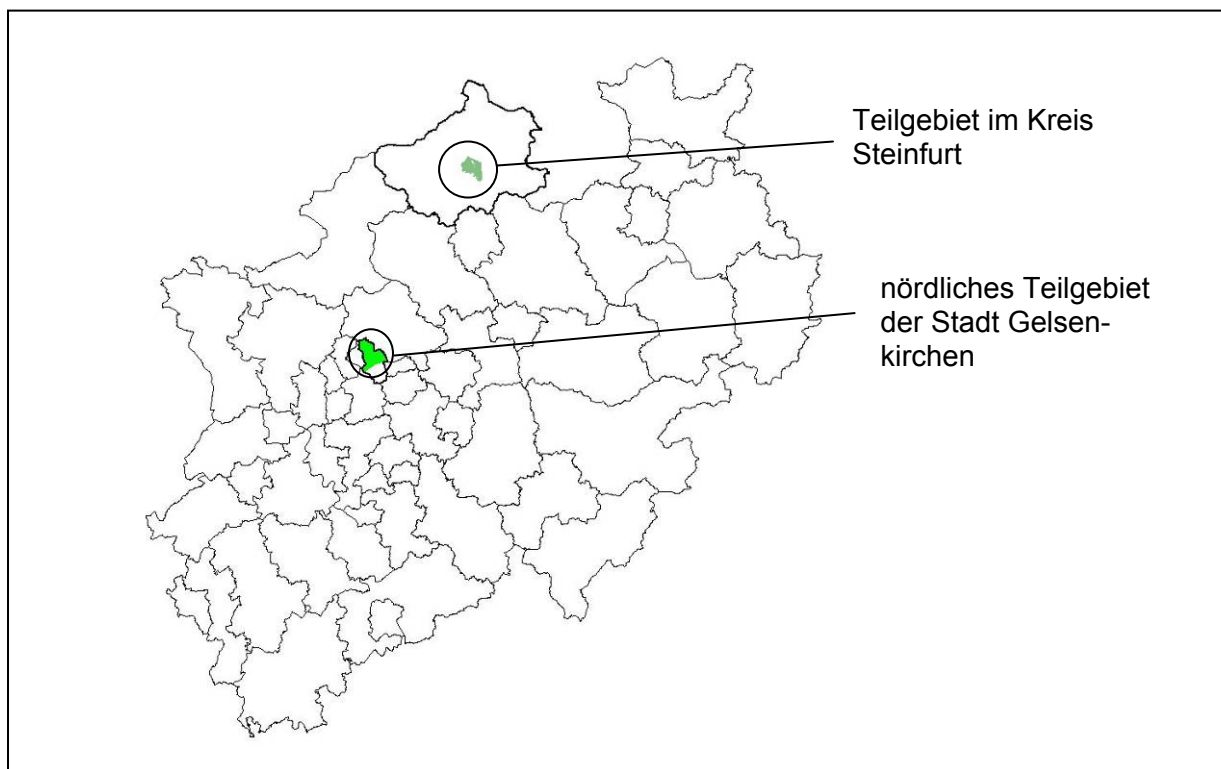 Teilgebiet im Kreis
Steinfurt
nördliches Teilgebiet
der Stadt Gelsen-
kirchen